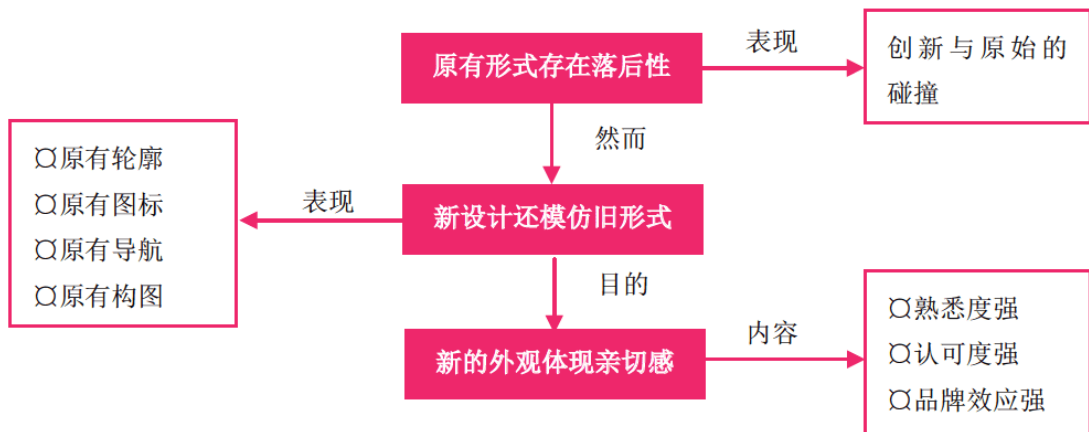 原有形式存在落后性
表现
创新与原始的
碰撞
然而
¤原有轮廓
¤原有图标
¤原有导航
¤原有构图
表现
新设计还模仿旧形式
目的
新的外观体现亲切感
内容
¤熟悉度强
¤认可度强
¤品牌效应强